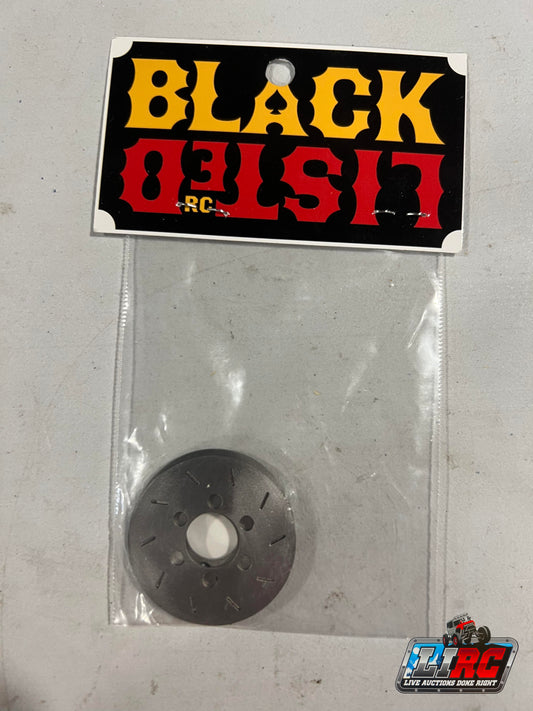 BLACK
LISTED
RC
LIRC
LIVE AUCTIONS DONE RIGHT